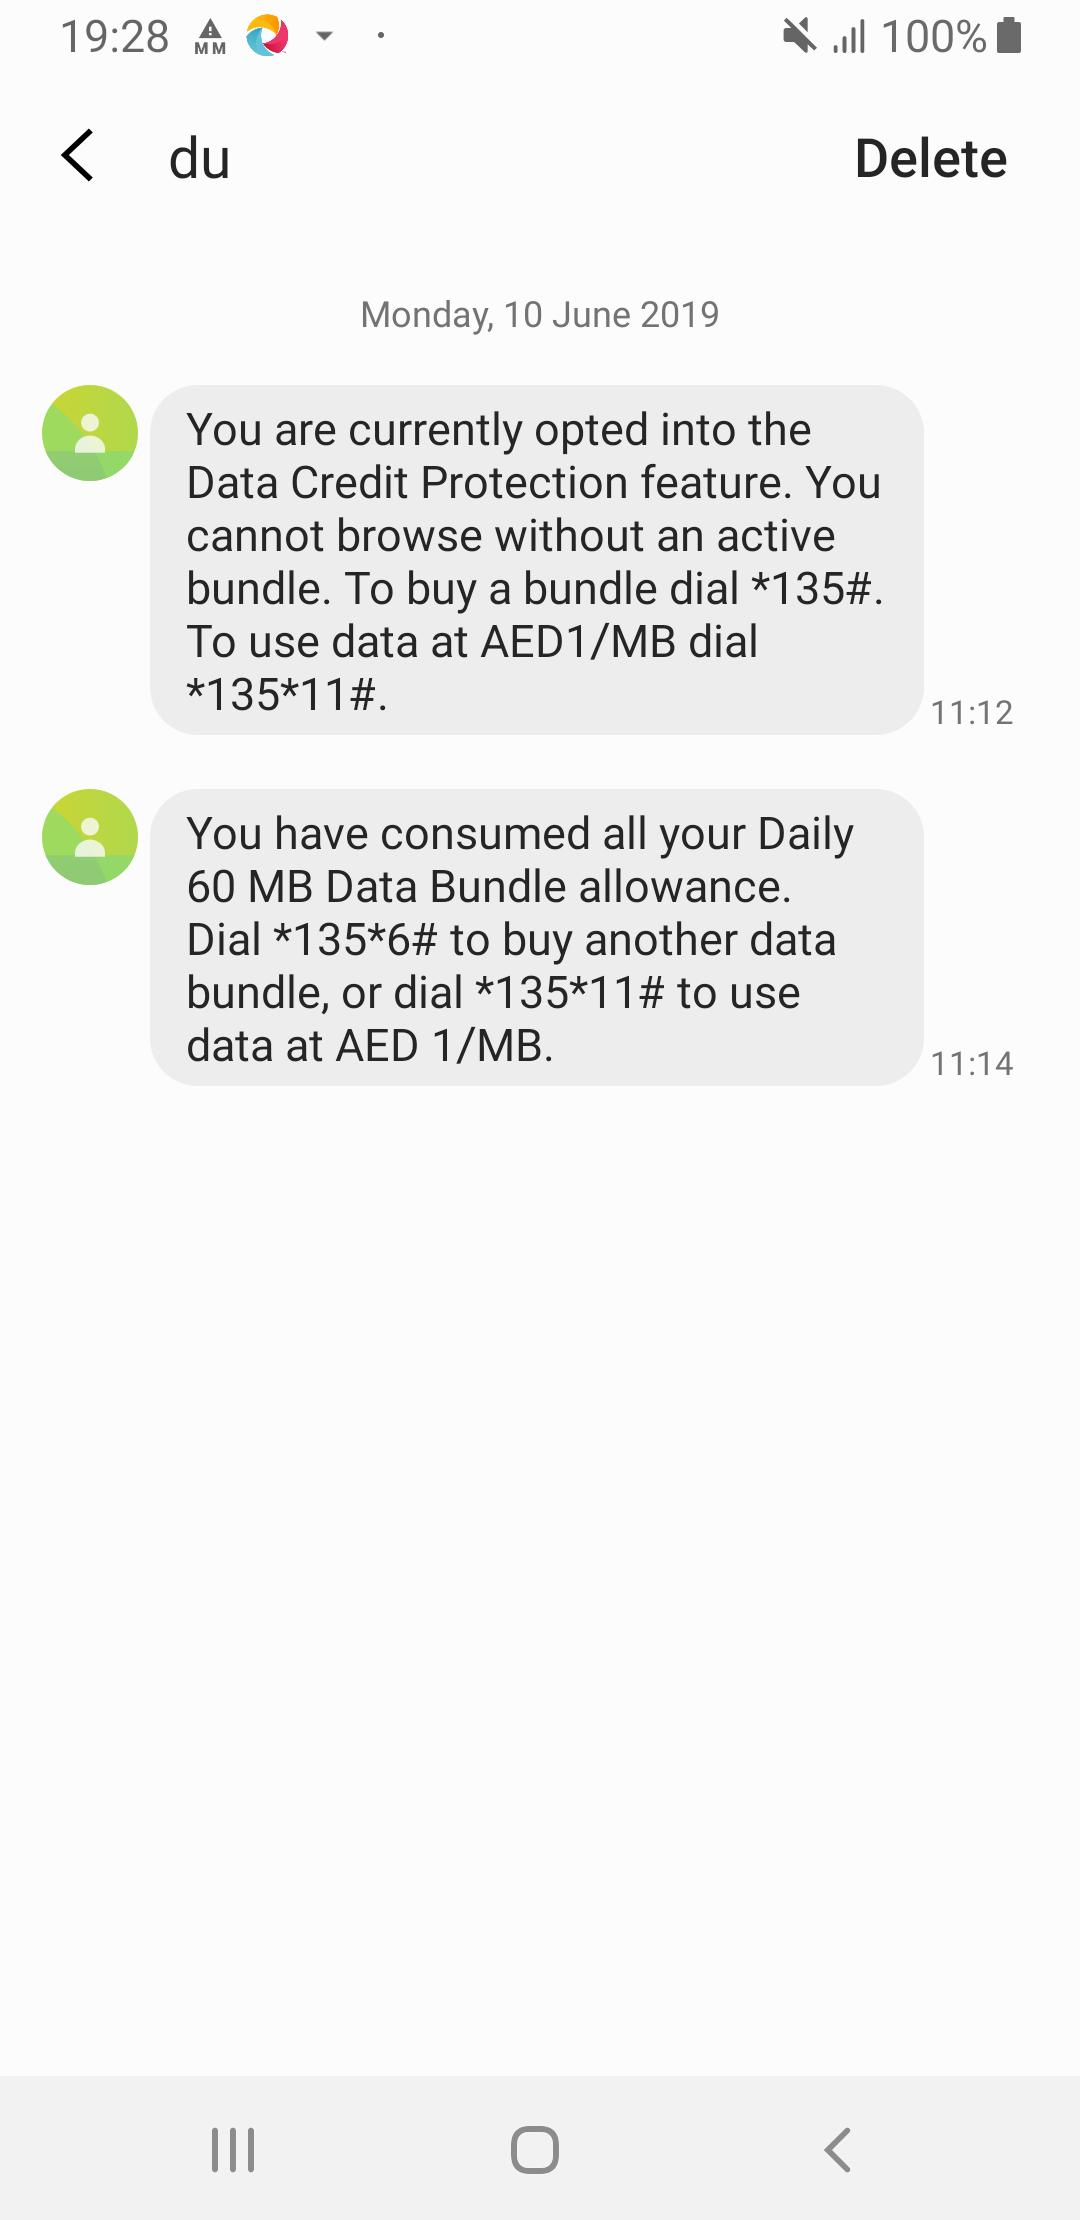 19:28 MM 100%
du Delete
Monday, 10 June 2019
You are currently opted into the
Data Credit Protection feature. You
cannot browse without an active
bundle. To buy a bundle dial *135#.
To use data at AED1/MB dial
*135*11#.
11:12
You have consumed all your Daily
60 MB Data Bundle allowance.
Dial *135*6# to buy another data
bundle, or dial *135*11# to use
data at AED 1/MB.
11:14